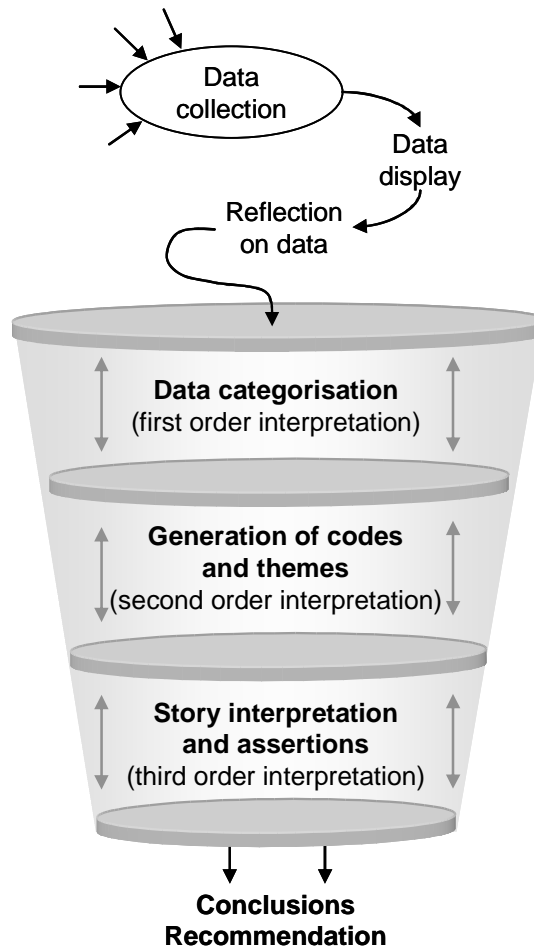 Data
collection
Data
display
Reflection
on data
Data categorisation
(first order interpretation)
Generation of codes
and themes
(second order interpretation)
Story interpretation
and assertions
(third order interpretation)
Conclusions
Recommendation